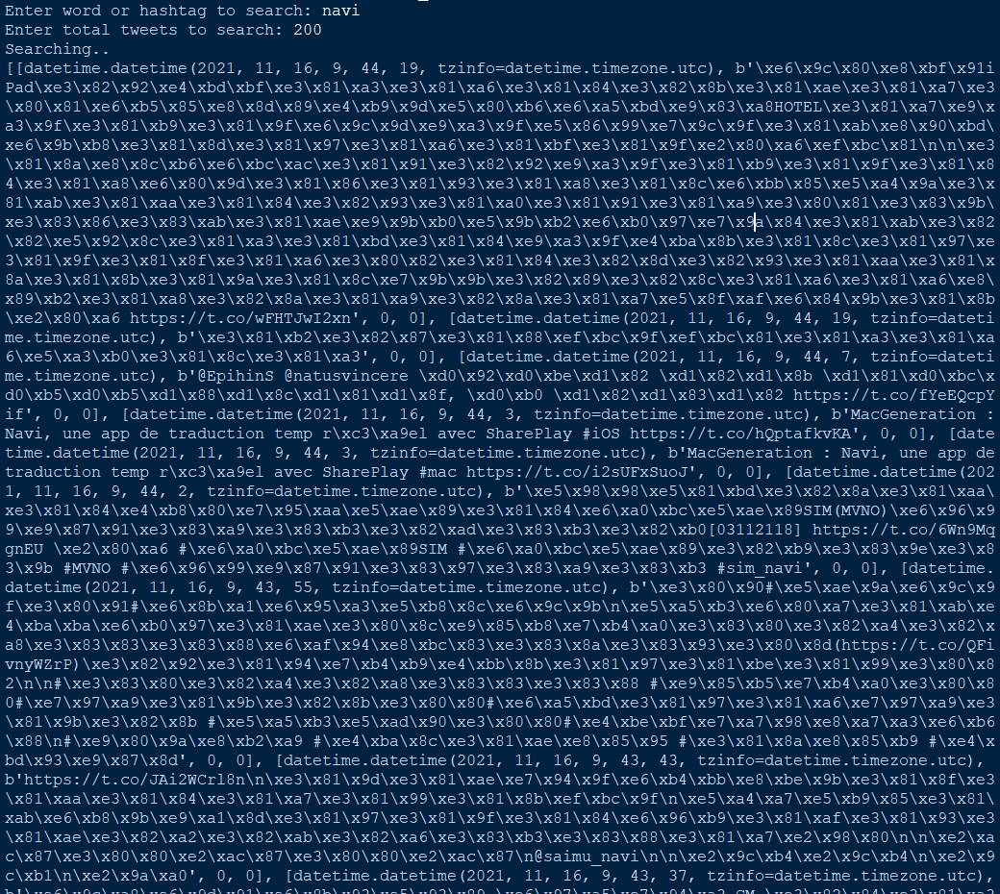 Enter word or hashtag to search: navi
Enter total tweets to search: 200
Searching..
[[datetime.datetime(2021, 11, 16, 9, 44, 19, tzinfo=datetime.timezone.utc), b'\xe6\x9c\x80\xe8\xbf\x91i
Pad\xe3\x82\x92\xe4\xbd\xbf\xe3\x81\xa3\xe3\x81\xa6\xe3\x81\x84\xe3\x82\x8b\xe3\x81\xae\xe3\x81\xa7\xe3
\x80\x81\xe6\xb5\x85\xe8\x8d\x89\xe4\xb9\x9d\xe5\x80\xb6\xe6\xa5\xbd\xe9\x83\xa8HOTEL\xe3\x81\xa7\xe9\x
a3\x9f\xe3\x81\xb9\xe3\x81\x9f\xe6\x9c\x9d\xe9\xa3\x9f\xe5\x86\x99\xe7\x9c\x9f\xe3\x81\xab\xe8\x90\xbd\
xe6\x9b\xb8\xe3\x81\x8d\xe3\x81\x97\xe3\x81\xa6\xe3\x81\xbf\xe3\x81\x9f\xe2\x80\xa6\xef\xbc\x81\n\n\xe3
\x81\x8a\xe8\x8c\xb6\xe6\xbc\xac\xe3\x81\x91\xe3\x82\x92\xe9\xa3\x9f\xe3\x81\xb9\xe3\x81\x9f\xe3\x81\x8
4\xe3\x81\xa8\xe6\x80\x9d\xe3\x81\x86\xe3\x81\x93\xe3\x81\xa8\xe3\x81\x8c\xe6\xbb\x85\xe5\xa4\x9a\xe3\x
81\xab\xe3\x81\xaa\xe3\x81\x84\xe3\x82\x93\xe3\x81\xa0\xe3\x81\x91\xe3\x81\xa9\xe3\x80\x81\xe3\x83\x9b\
xe3\x83\x86\xe3\x83\xab\xe3\x81\xae\xe9\x9b\xb0\xe5\x9b\xb2\xe6\xb0\x97\xe7\x9a\x84\xe3\x81\xab\xe3\x82
\x82\xe5\x92\x8c\xe3\x81\xa3\xe3\x81\xbd\xe3\x81\x84\xe9\xa3\x9f\xe4\xba\x8b\xe3\x81\x8c\xe3\x81\x97\xe
3\x81\x9f\xe3\x81\x8f\xe3\x81\xa6\xe3\x80\x82\xe3\x81\x84\xe3\x82\x8d\xe3\x82\x93\xe3\x81\xaa\xe3\x81\x
8a\xe3\x81\x8b\xe3\x81\x9a\xe3\x81\x8c\xe7\x9b\x9b\xe3\x82\x89\xe3\x82\x8c\xe3\x81\xa6\xe3\x81\xa6\xe8\
x89\xb2\xe3\x81\xa8\xe3\x82\x8a\xe3\x81\xa9\xe3\x82\x8a\xe3\x81\xa7\xe5\x8f\xaf\xe6\x84\x9b\xe3\x81\x8b
\xe2\x80\xa6 https://t.co/wFHTJwI2xn', 0, 0], [datetime.datetime(2021, 11, 16, 9, 44, 19, tzinfo=dateti
me.timezone.utc), b'\xe3\x81\xb2\xe3\x82\x87\xe3\x81\x88\xef\xbc\x9f\xef\xbc\x81\xe3\x81\xa3\xe3\x81\xa
6\xe5\xa3\xb0\xe3\x81\x8c\xe3\x81\xa3', 0, 0], [datetime.datetime(2021, 11, 16, 9, 44, 7, tzinfo=dateti
me.timezone.utc), b'@EpihinS @natusvincere \xd0\x92\xd0\xbe\xd1\x82 \xd1\x82\xd1\x8b \xd1\x81\xd0\xbc\x
d0\xb5\xd0\xb5\xd1\x88\xd1\x8c\xd1\x81\xd1\x8f, \xd0\xb0 \xd1\x82\xd1\x83\xd1\x82 https://t.co/fYeEQcpY
if', 0, 0], [datetime.datetime(2021, 11, 16, 9, 44, 3, tzinfo=datetime.timezone.utc), b'MacGeneration :
Navi, une app de traduction temp r\xc3\xa9el avec SharePlay #iOS https://t.co/hQptafkvKA', 0, 0], [date
time.datetime(2021, 11, 16, 9, 44, 3, tzinfo=datetime.timezone.utc), b'MacGeneration : Navi, une app de
traduction temp r\xc3\xa9el avec SharePlay #mac https://t.co/i2sUFxSuoJ', 0, 0], [datetime.datetime(202
1, 11, 16, 9, 44, 2, tzinfo=datetime.timezone.utc), b'\xe5\x98\x98\xe5\x81\xbd\xe3\x82\x8a\xe3\x81\xaa\
xe3\x81\x84\xe4\xb8\x80\xe7\x95\xaa\xe5\xae\x89\xe3\x81\x84\xe6\xa0\xbc\xe5\xae\x89SIM(MVNO)\xe6\x96\x9
9\xe9\x87\x91\xe3\x83\xa9\xe3\x83\xb3\xe3\x82\xad\xe3\x83\xb3\xe3\x82\xb0[03112118] https://t.co/6Wn9Mq
gnEU \xe2\x80\xa6 #\xe6\xa0\xbc\xe5\xae\x89SIM #\xe6\xa0\xbc\xe5\xae\x89\xe3\x82\xb9\xe3\x83\x9e\xe3\x8
3\x9b #MVNO #\xe6\x96\x99\xe9\x87\x91\xe3\x83\x97\xe3\x83\xa9\xe3\x83\xb3 #sim_navi', 0, 0], [datetime.
datetime(2021, 11, 16, 9, 43, 55, tzinfo=datetime.timezone.utc), b'\xe3\x80\x90#\xe5\xae\x9a\xe6\x9c\x9
f\xe3\x80\x91#\xe6\x8b\xa1\xe6\x95\xa3\xe5\xb8\x8c\xe6\x9c\x9b\n\xe5\xa5\xb3\xe6\x80\xa7\xe3\x81\xab\xe
4\xba\xba\xe6\xb0\x97\xe3\x81\xae\xe3\x80\x8c\xe9\x85\xb8\xe7\xb4\xa0\xe3\x83\x80\xe3\x82\xa4\xe3\x82\x
a8\xe3\x83\x83\xe3\x83\x88\xe6\xaf\x94\xe8\xbc\x83\xe3\x83\x8a\xe3\x83\x93\xe3\x80\x8d(https://t.co/QFi
vnyWZrP)\xe3\x82\x92\xe3\x81\x94\xe7\xb4\xb9\xe4\xbb\x8b\xe3\x81\x97\xe3\x81\xbe\xe3\x81\x99\xe3\x80\x8
2\n\n#\xe3\x83\x80\xe3\x82\xa4\xe3\x82\xa8\xe3\x83\x83\xe3\x83\x88 #\xe9\x85\xb5\xe7\xb4\xa0\xe3\x80\x8
0#\xe7\x97\xa9\xe3\x81\x9b\xe3\x82\x8b\xe3\x80\x80#\xe6\xa5\xbd\xe3\x81\x97\xe3\x81\xa6\xe7\x97\xa9\xe3
\x81\x9b\xe3\x82\x8b #\xe5\xa5\xb3\xe5\xad\x90\xe3\x80\x80#\xe4\xbe\xbf\xe7\xa7\x98\xe8\xa7\xa3\xe6\xb6
\x88\n#\xe9\x80\x9a\xe8\xb2\xa9 #\xe4\xba\x8c\xe3\x81\xae\xe8\x85\x95 #\xe3\x81\x8a\xe8\x85\xb9 #\xe4\x
bd\x93\xe9\x87\x8d', 0, 0], [datetime.datetime(2021, 11, 16, 9, 43, 43, tzinfo=datetime.timezone.utc),
b'https://t.co/JAi2WCrl8n\n\xe3\x81\x9d\xe3\x81\xae\xe7\x94\x9f\xe6\xb4\xbb\xe8\xbe\x9b\xe3\x81\x8f\xe3
\x81\xaa\xe3\x81\x84\xe3\x81\xa7\xe3\x81\x99\xe3\x81\x8b\xef\xbc\x9f\n\xe5\xa4\xa7\xe5\xb9\x85\xe3\x81\
xab\xe6\xb8\x9b\xe9\xa1\x8d\xe3\x81\x97\xe3\x81\x9f\xe3\x81\x84\xe6\x96\xb9\xe3\x81\xaf\xe3\x81\x93\xe3
\x81\xae\xe3\x82\xa2\xe3\x82\xab\xe3\x82\xa6\xe3\x83\xb3\xe3\x83\x88\xe3\x81\xa7\xe2\x98\x80\n\n\xe2\xa
c\x87\xe3\x80\x80\xe2\xac\x87\xe3\x80\x80\xe2\xac\x87\n@saimu_navi\n\n\xe2\x9c\xb4\xe2\x9c\xb4\n\xe2\x9
c\xb1\n\xe2\x9a\xa0', 0, 0], [datetime.datetime(2021, 11, 16, 9, 43, 37, tzinfo=datetime.timezone.utc),